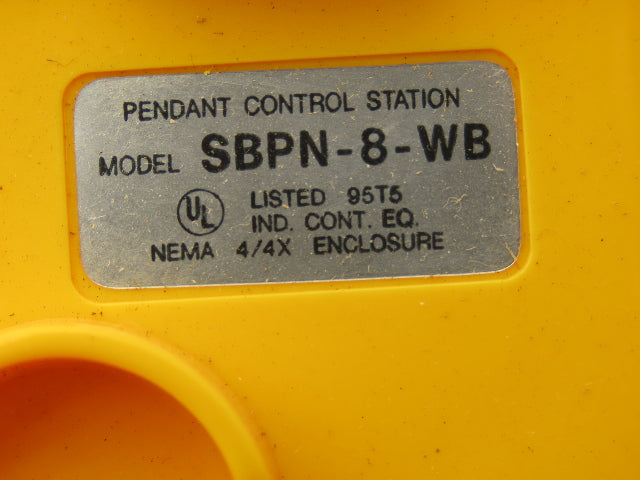 PENDANT CONTROL STATION
MODEL SBPN-8-WB
UL LISTED 95T5
IND. CONT. EQ.
NEMA 4/4X ENCLOSURE